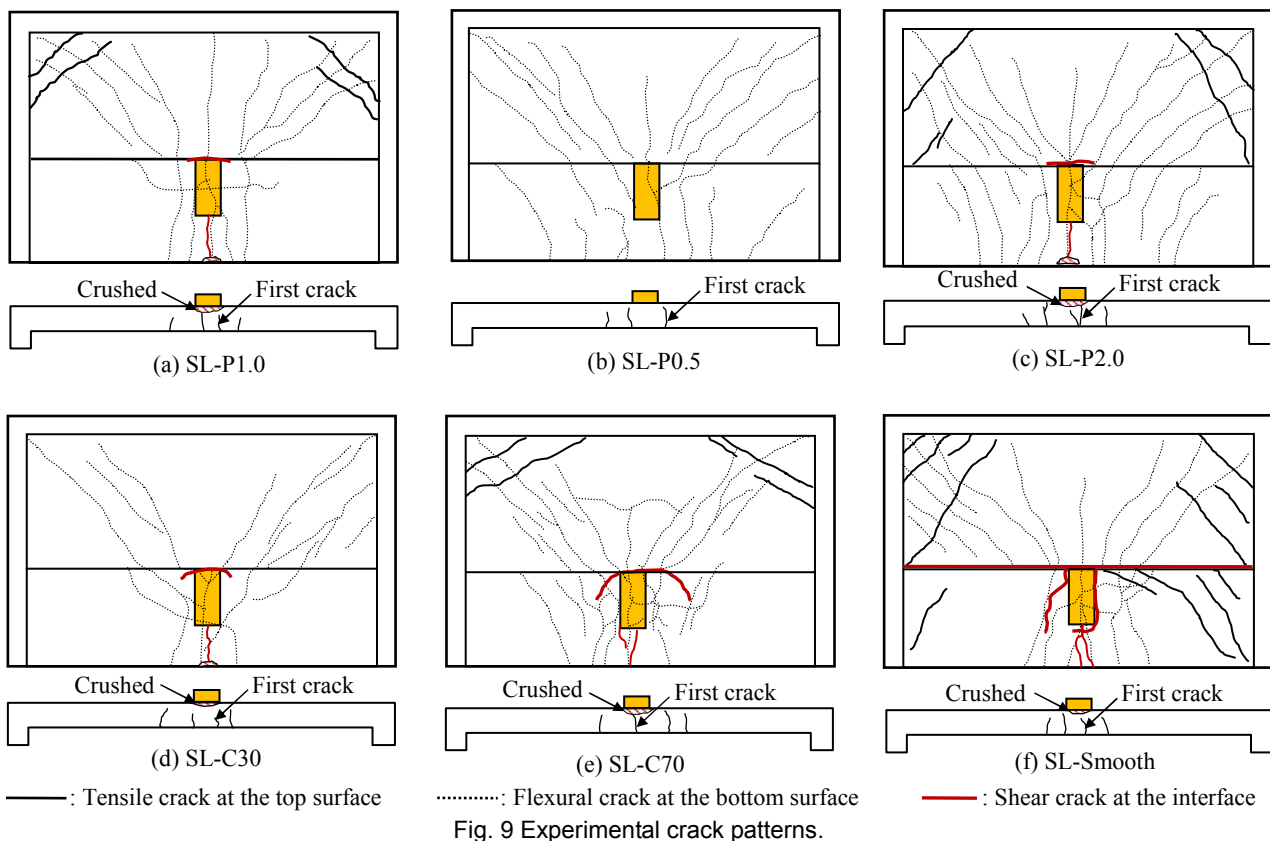 Crushed
First crack
(a) SL-P1.0
First crack
(b) SL-P0.5
Crushed
First crack
(c) SL-P2.0
Crushed
First crack
(d) SL-C30
Crushed
First crack
(e) SL-C70
Crushed
First crack
(f) SL-Smooth
: Tensile crack at the top surface
: Flexural crack at the bottom surface
: Shear crack at the interface
Fig. 9 Experimental crack patterns.